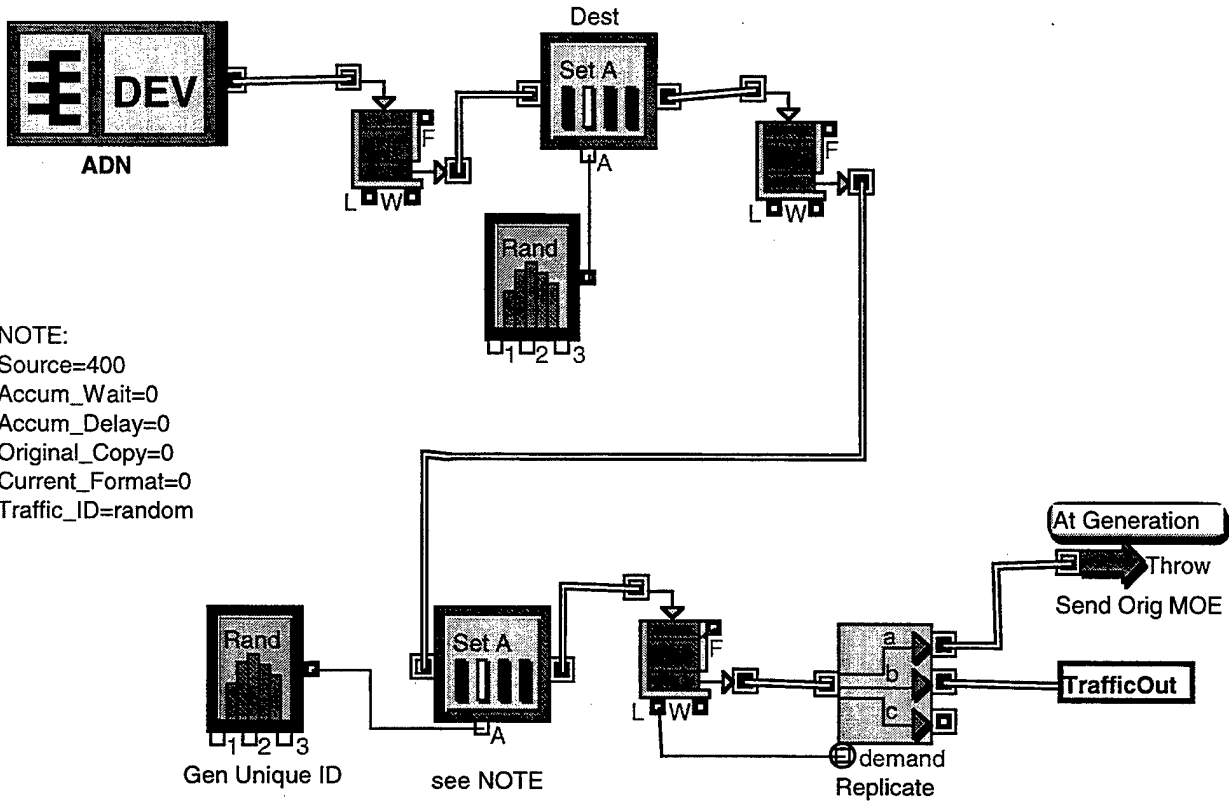 Dest
Set A
DEV
ADN
F
L W
A
F
L W
Rand
1 2 3
NOTE:
Source=400
Accum_Wait=0
Accum_Delay=0
Original_Copy=0
Current_Format=0
Traffic_ID=random
At Generation
Throw
Send Orig MOE
Rand
1 2 3
Gen Unique ID
Set A
A
see NOTE
F
L W
a
b
c
demand
Replicate
TrafficOut